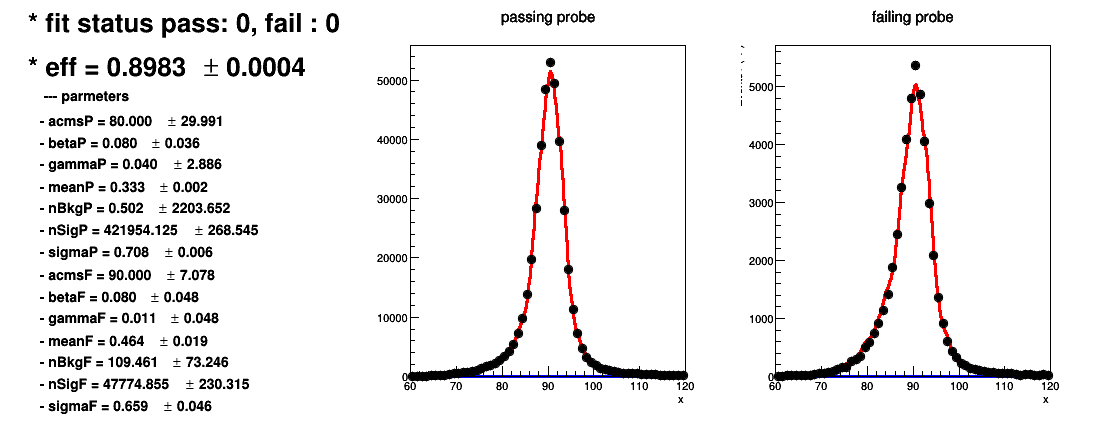 * fit status pass: 0, fail : 0
* eff = 0.8983 ± 0.0004
--- parmeters
- acmsP = 80.000 ± 29.991
- betaP = 0.080 ± 0.036
- gammaP = 0.040 ± 2.886
- meanP = 0.333 ± 0.002
- nBkgP = 0.502 ± 2203.652
- nSigP = 421954.125 ± 268.545
- sigmaP = 0.708 ± 0.006
- acmsF = 90.000 ± 7.078
- betaF = 0.080 ± 0.048
- gammaF = 0.011 ± 0.048
- meanF = 0.464 ± 0.019
- nBkgF = 109.461 ± 73.246
- nSigF = 47774.855 ± 230.315
- sigmaF = 0.659 ± 0.046
passing probe
50000
40000
30000
20000
10000
0
60 70 80 90 100 110 120
x
failing probe
5000
4000
3000
2000
1000
0
60 70 80 90 100 110 120
x